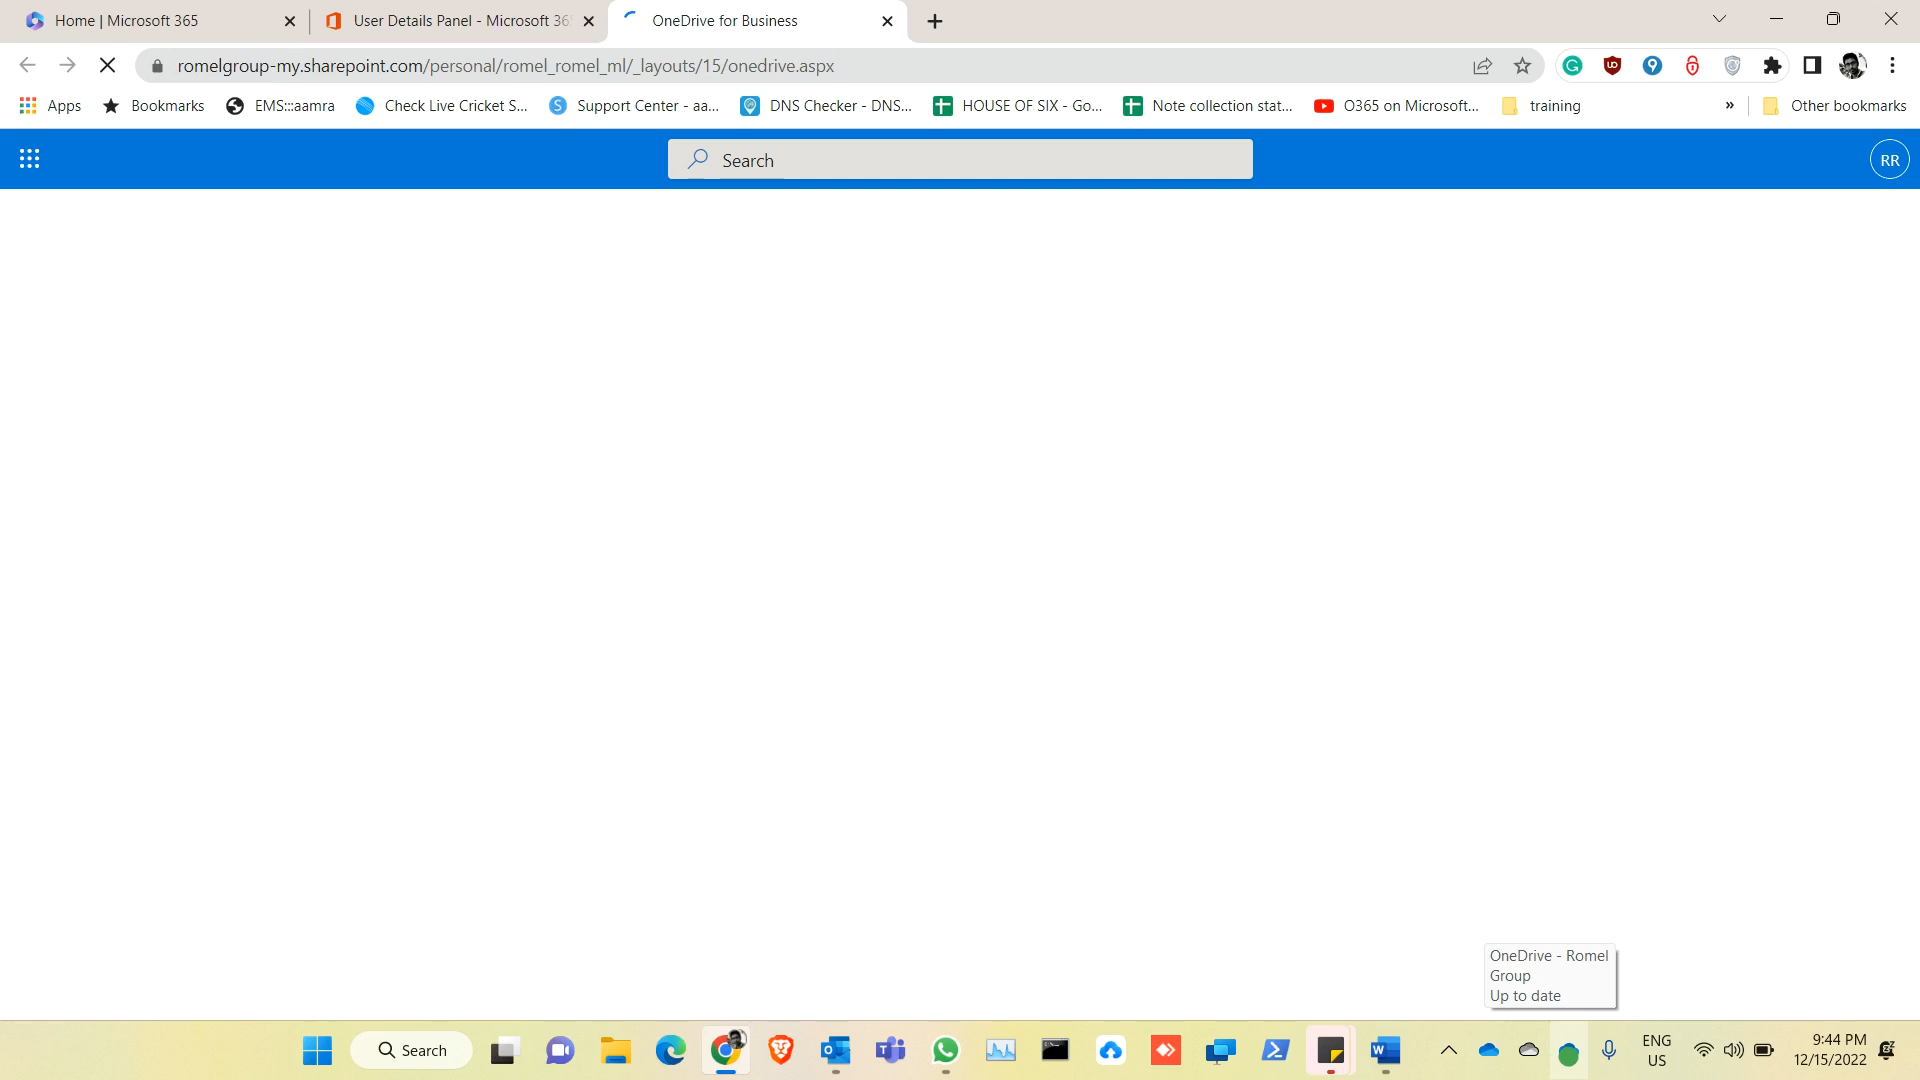 Home | Microsoft 365
User Details Panel - Microsoft 36
OneDrive for Business
romelgroup-my.sharepoint.com/personal/romel_romel_ml/_layouts/15/onedrive.aspx
Apps
Bookmarks
EMS:::aamra
Check Live Cricket S...
Support Center - aa...
DNS Checker - DNS...
HOUSE OF SIX - Go...
Note collection stat...
O365 on Microsoft...
training
»
Other bookmarks
Search
RR
OneDrive - Romel
Group
Up to date
Search
ENG
US
9:44 PM
12/15/2022